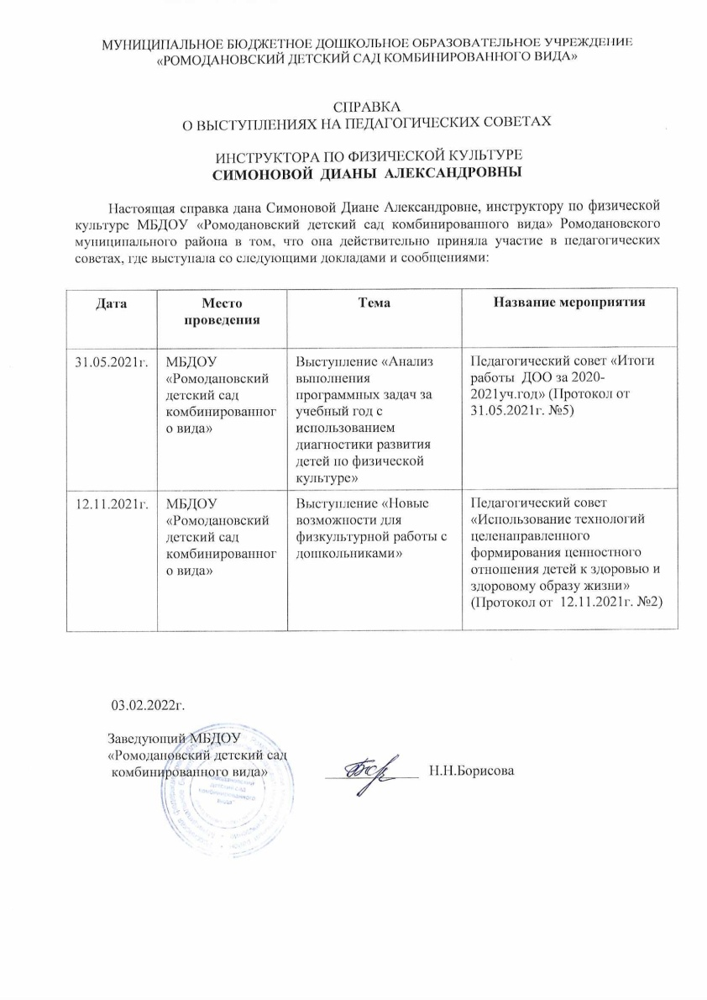 МУНИЦИПАЛЬНОЕ БЮДЖЕТНОЕ ДОШКОЛЬНОЕ ОБРАЗОВАТЕЛЬНОЕ УЧРЕЖДЕНИЕ
«РОМОДАНОВСКИЙ ДЕТСКИЙ САД КОМБИНИРОВАННОГО ВИДА»
СПРАВКА
О ВЫСТУПЛЕНИЯХ НА ПЕДАГОГИЧЕСКИХ СОВЕТАХ
ИНСТРУКТОРА ПО ФИЗИЧЕСКОЙ КУЛЬТУРЕ
СИМОНОВОЙ ДИАНЫ АЛЕКСАНДРОВНЫ
Настоящая справка дана Симоновой Диане Александровне, инструктору по физической
культуре МБДОУ «Ромодановский детский сад комбинированного вида» Ромодановского
муниципального района в том, что она действительно приняла участие в педагогических
советах, где выступала со следующими докладами и сообщениями:
Дата
Место
проведения
Тема
Название мероприятия
31.05.2021г.
МБДОУ
«Ромодановский
детский сад
комбинированног
о вида»
Выступление «Анализ
выполнения
программных задач за
учебный год с
использованием
диагностики развития
детей по физической
культуре»
Педагогический совет «Итоги
работы ДОО за 2020-
2021уч.год» (Протокол от
31.05.2021г. №5)
12.11.2021г.
МБДОУ
«Ромодановский
детский сад
комбинированног
о вида»
Выступление «Новые
возможности для
физкультурной работы с
дошкольниками»
Педагогический совет
«Использование технологий
целенаправленного
формирования ценностного
отношения детей к здоровью и
здоровому образу жизни»
(Протокол от 12.11.2021г. №2)
03.02.2022г.
Заведующий МБДОУ
«Ромодановский детский сад
комбинированного вида»
Н.Н.Борисова